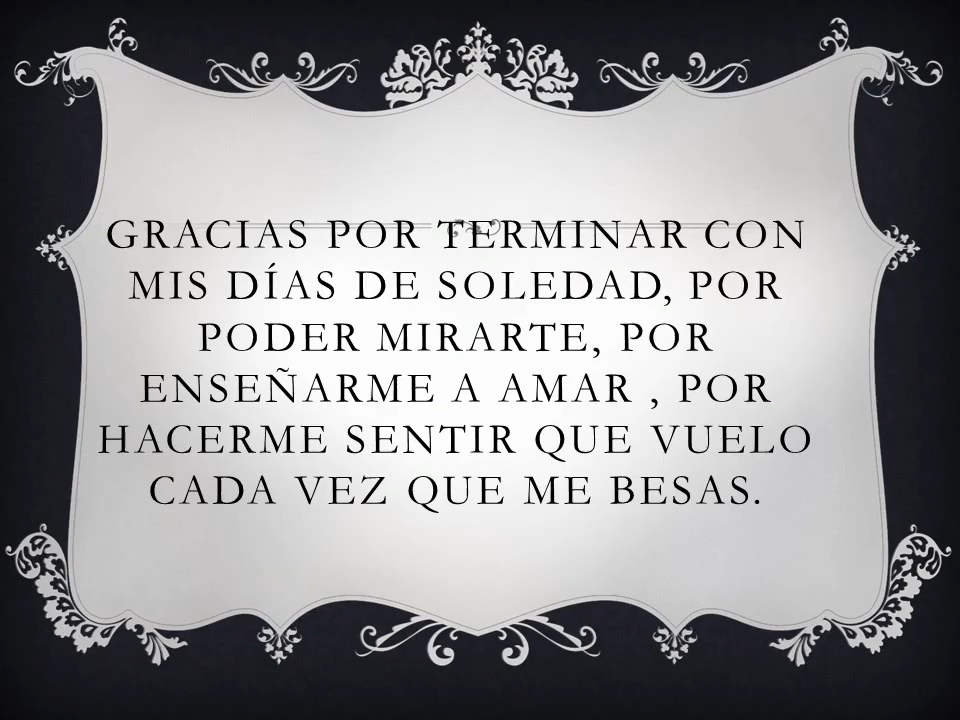 GRACIAS POR TERMINAR CON
MIS DÍAS DE SOLEDAD, POR
PODER MIRARTE, POR
ENSEÑARME A AMAR , POR
HACERME SENTIR QUE VUELO
CADA VEZ QUE ME BESAS.